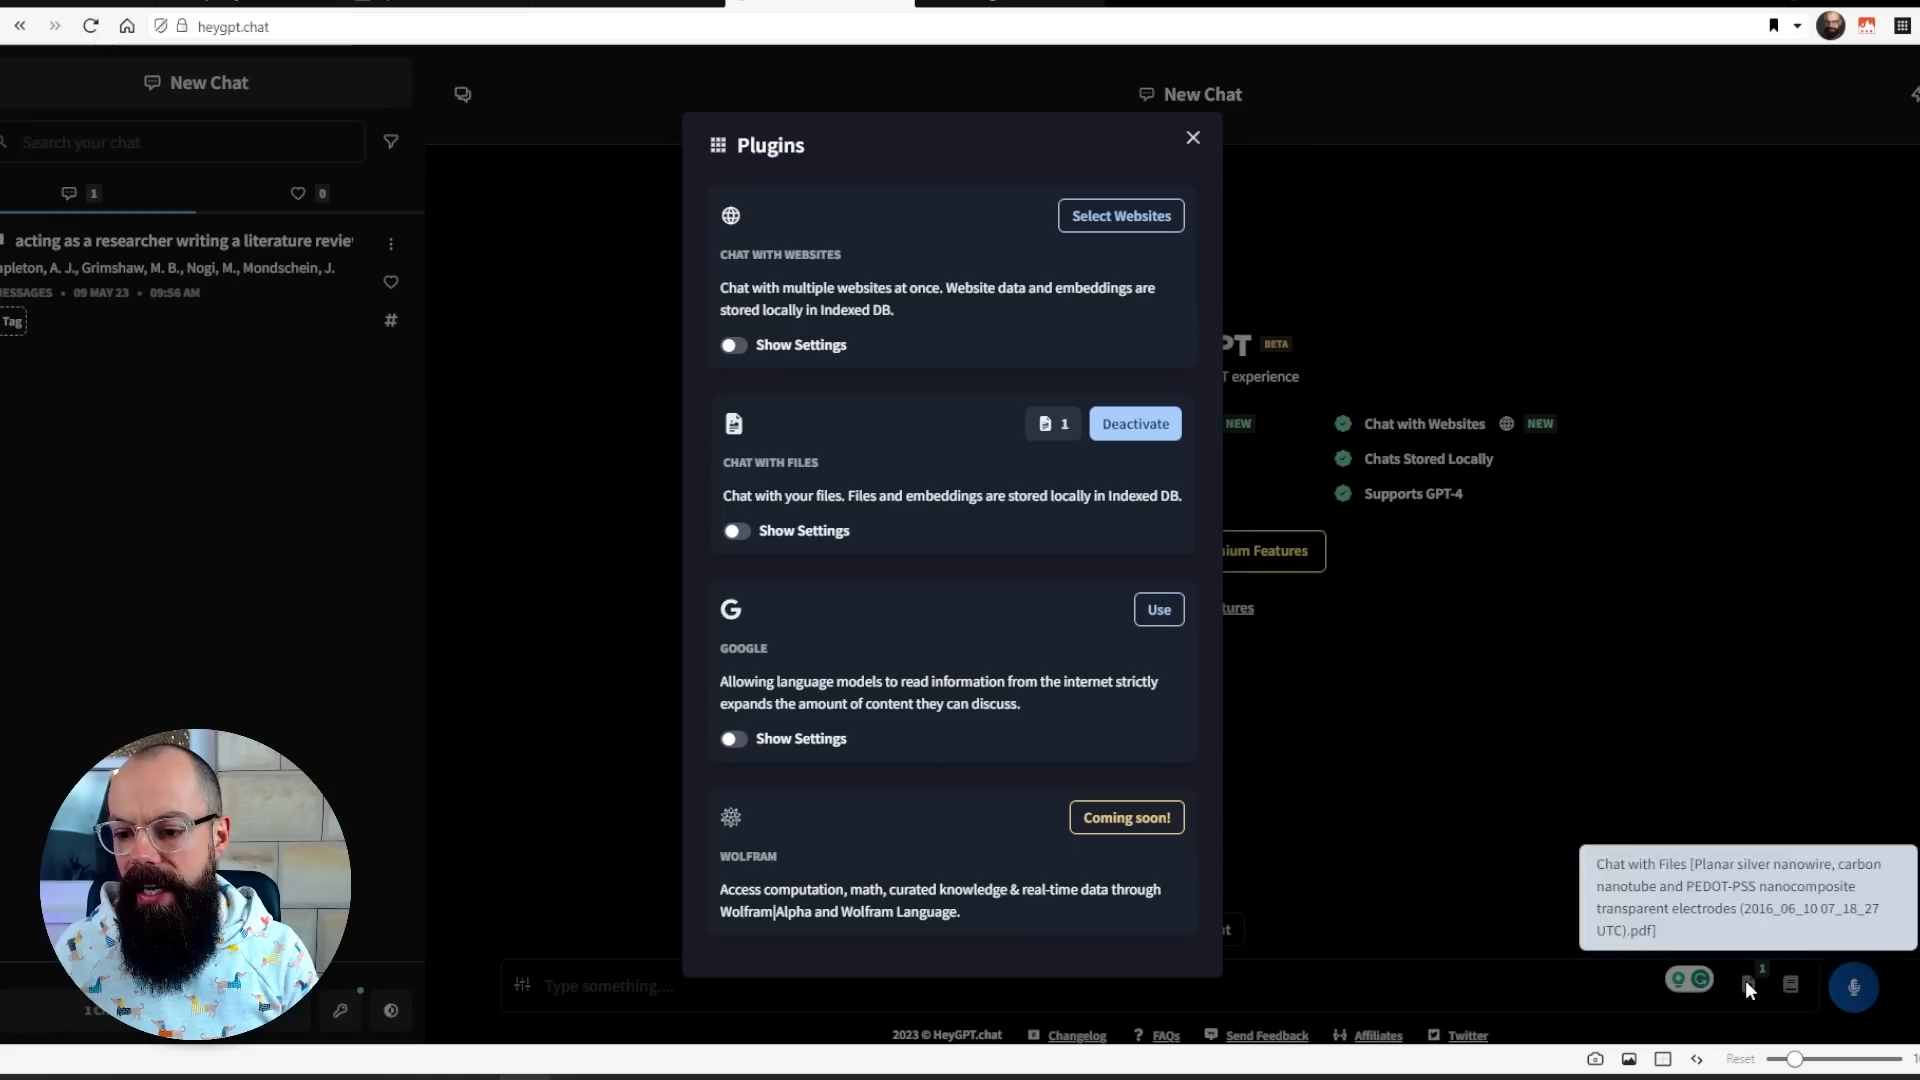 heygpt.chat
New Chat
Search your chat
1
0
acting as a researcher writing a literature revie
apleton, A. J., Grimshaw, M. B., Nogi, M., Mondschein, J.
MESSAGES • 09 MAY 23 • 09:56 AM
Tag
New Chat
Plugins
Select Websites
CHAT WITH WEBSITES
Chat with multiple websites at once. Website data and embeddings are
stored locally in Indexed DB.
Show Settings
1
Deactivate
CHAT WITH FILES
Chat with your files. Files and embeddings are stored locally in Indexed DB.
Show Settings
Use
GOOGLE
Allowing language models to read information from the internet strictly
expands the amount of content they can discuss.
Show Settings
Coming soon!
WOLFRAM
Access computation, math, curated knowledge & real-time data through
Wolfram|Alpha and Wolfram Language.
PT BETA
T experience
NEW
Chat with Websites NEW
Chats Stored Locally
Supports GPT-4
ium Features
tures
Chat with Files [Planar silver nanowire, carbon
nanotube and PEDOT-PSS nanocomposite
transparent electrodes (2016_06_10 07_18_27
UTC).pdf]
Type something....
1
2023 © HeyGPT.chat Changelog ? FAQs Send Feedback Affiliates Twitter
Reset